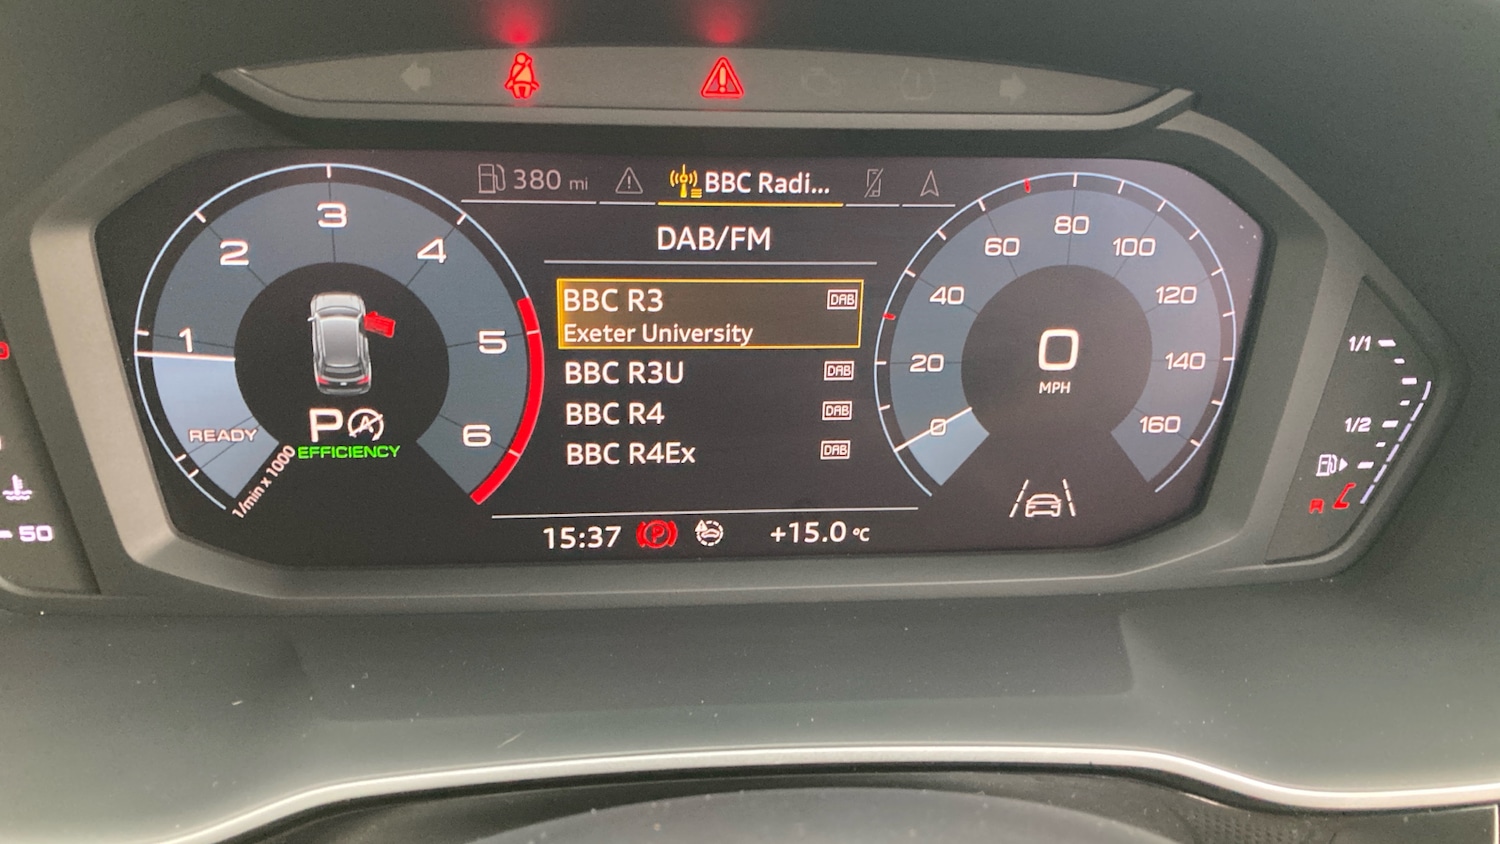 380 mi
BBC Radi...
DAB/FM
BBC R3 DAB
Exeter University
BBC R3U DAB
BBC R4 DAB
BBC R4Ex DAB
1
2
3
4
5
6
READY
1/min x 1000
P A
EFFICIENCY
0
20
40
60
80
100
120
140
160
0
MPH
15:37 P +15.0 °C
50
1/1
1/2
R